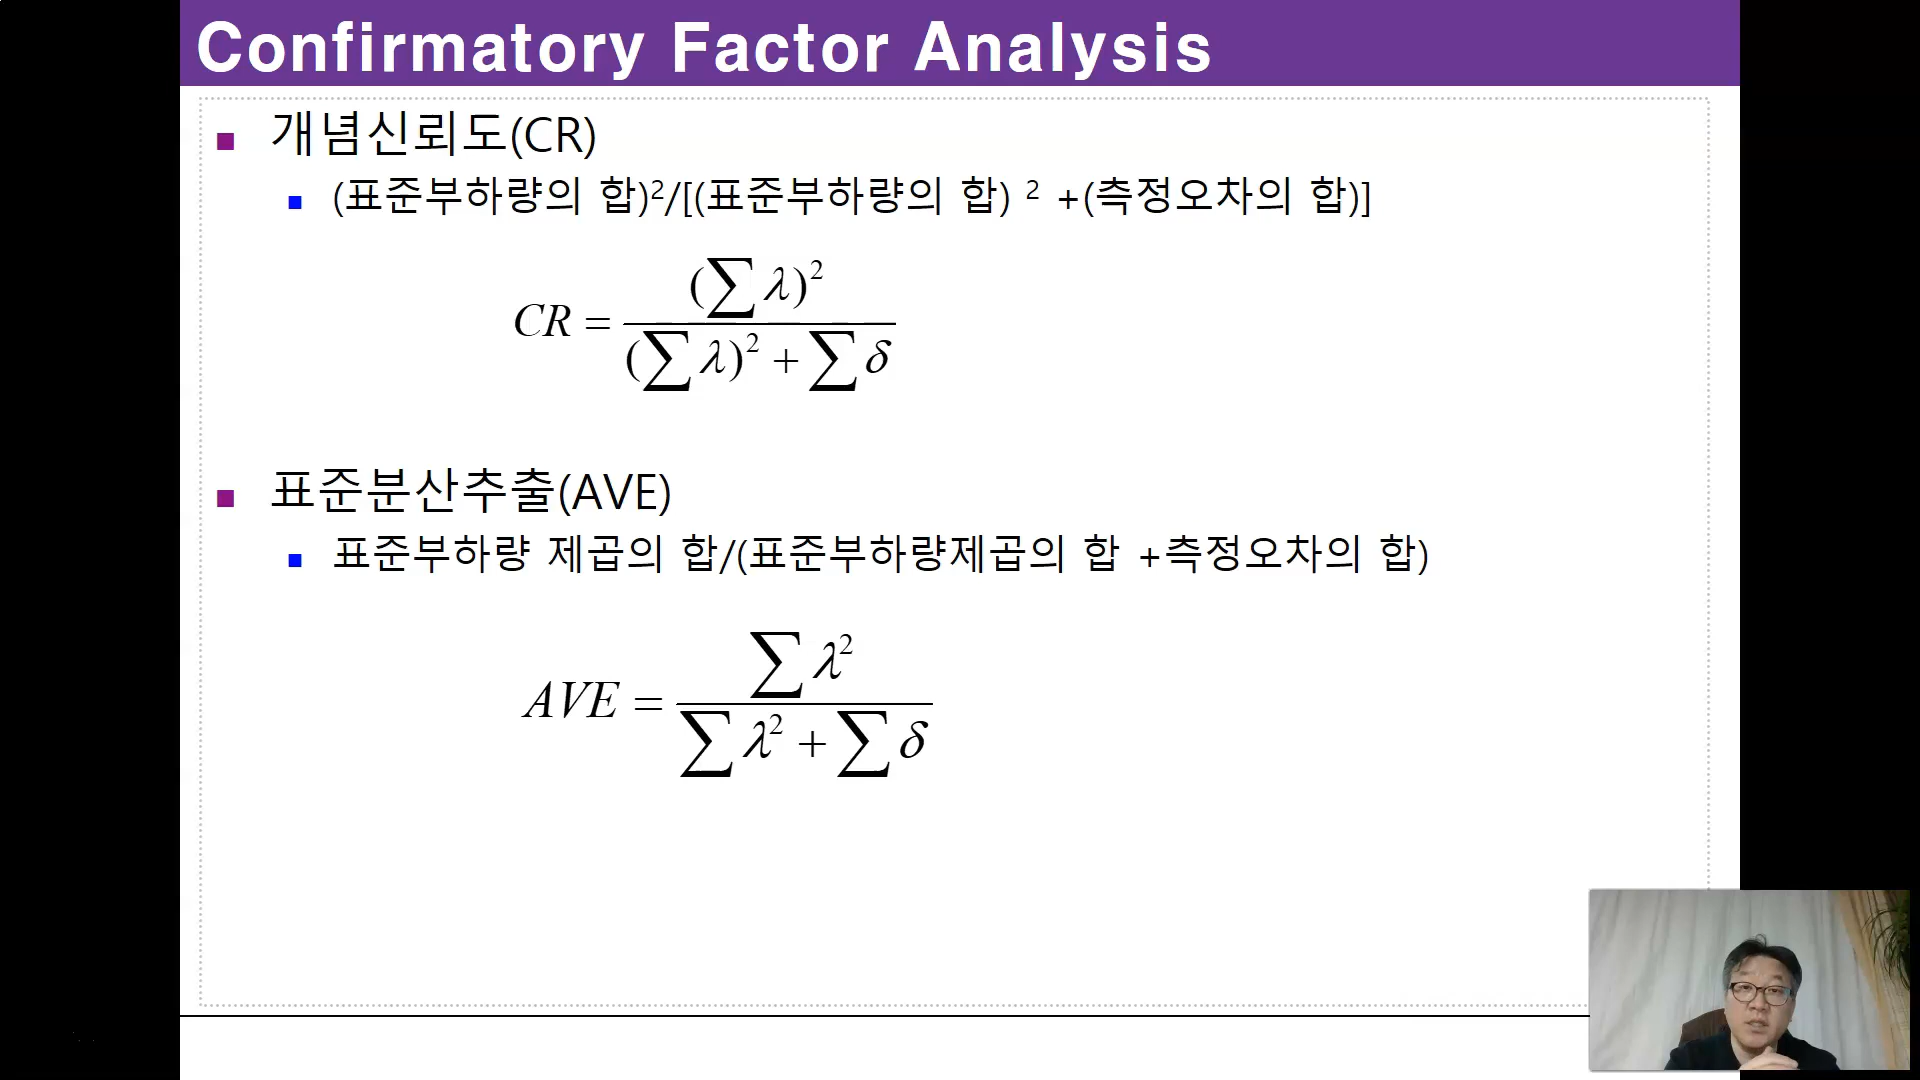 Confirmatory Factor Analysis
■ 개념신뢰도(CR)
■ (표준부하량의 합)²/[(표준부하량의 합) ² +(측정오차의 합)]
CR = (∑λ)² / (∑λ)² + ∑δ
■ 표준분산추출(AVE)
■ 표준부하량 제곱의 합/(표준부하량제곱의 합 +측정오차의 합)
AVE = ∑λ² / ∑λ² + ∑δ